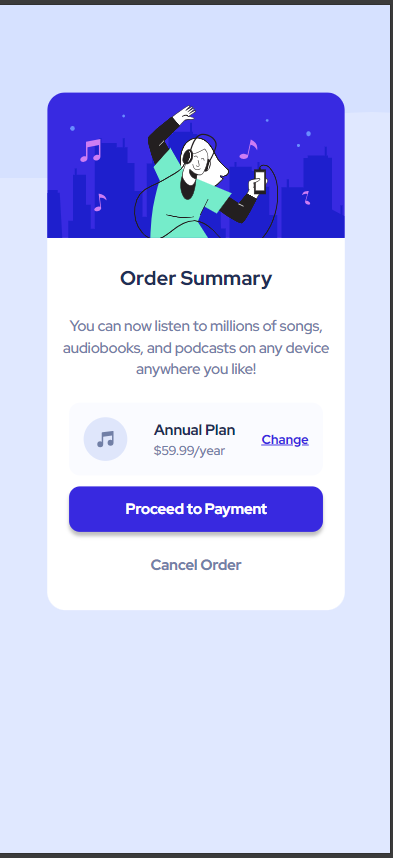 Order Summary
You can now listen to millions of songs,
audiobooks, and podcasts on any device
anywhere you like!
Annual Plan
$59.99/year
Change
Proceed to Payment
Cancel Order